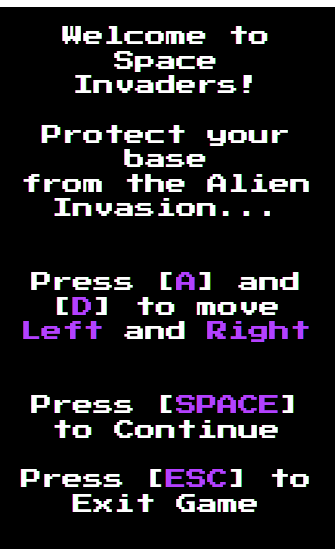 Welcome to
Space
Invaders!
Protect your
base
from the Alien
Invasion...
Press [A] and
[D] to move
Left and Right
Press [SPACE]
to Continue
Press [ESC] to
Exit Game